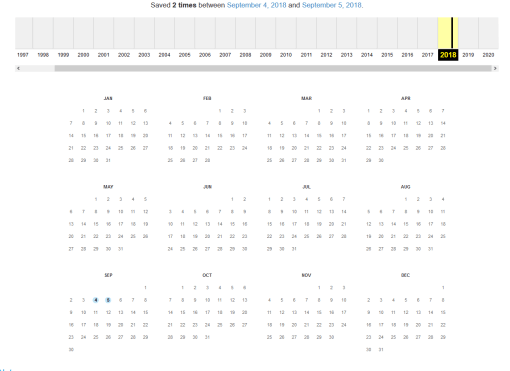 Saved 2 times between September 4, 2018 and September 5, 2018.
1997 1998 1999 2000 2001 2002 2003 2004 2005 2006 2007 2008 2009 2010 2011 2012 2013 2014 2015 2016 2017 2018 2019 2020
JAN FEB MAR APR
1 2 3 4 5 6 1 2 3 1 2 3 1 2 3 4 5 6 7
7 8 9 10 11 12 13 4 5 6 7 8 9 10 4 5 6 7 8 9 10 8 9 10 11 12 13 14
14 15 16 17 18 19 20 11 12 13 14 15 16 17 11 12 13 14 15 16 17 15 16 17 18 19 20 21
21 22 23 24 25 26 27 18 19 20 21 22 23 24 18 19 20 21 22 23 24 22 23 24 25 26 27 28
28 29 30 31 25 26 27 28 25 26 27 28 29 30 31 29 30
MAY JUN JUL AUG
1 2 3 4 5 1 2 1 2 3 4 5 6 7 1 2 3 4
6 7 8 9 10 11 12 3 4 5 6 7 8 9 8 9 10 11 12 13 14 5 6 7 8 9 10 11
13 14 15 16 17 18 19 10 11 12 13 14 15 16 15 16 17 18 19 20 21 12 13 14 15 16 17 18
20 21 22 23 24 25 26 17 18 19 20 21 22 23 22 23 24 25 26 27 28 19 20 21 22 23 24 25
27 28 29 30 31 24 25 26 27 28 29 30 29 30 31 26 27 28 29 30 31
SEP OCT NOV DEC
1 1 2 3 4 5 6 1 2 3 1
2 3 4 5 6 7 8 7 8 9 10 11 12 13 4 5 6 7 8 9 10 2 3 4 5 6 7 8
9 10 11 12 13 14 15 14 15 16 17 18 19 20 11 12 13 14 15 16 17 9 10 11 12 13 14 15
16 17 18 19 20 21 22 21 22 23 24 25 26 27 18 19 20 21 22 23 24 16 17 18 19 20 21 22
23 24 25 26 27 28 29 28 29 30 31 25 26 27 28 29 30 23 24 25 26 27 28 29
30 30 31